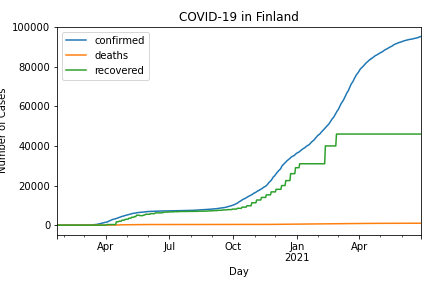 COVID-19 in Finland
confirmed
deaths
recovered
100000
80000
60000
40000
20000
0
Number of Cases
Apr
Jul
Oct
Jan
2021
Apr
Day